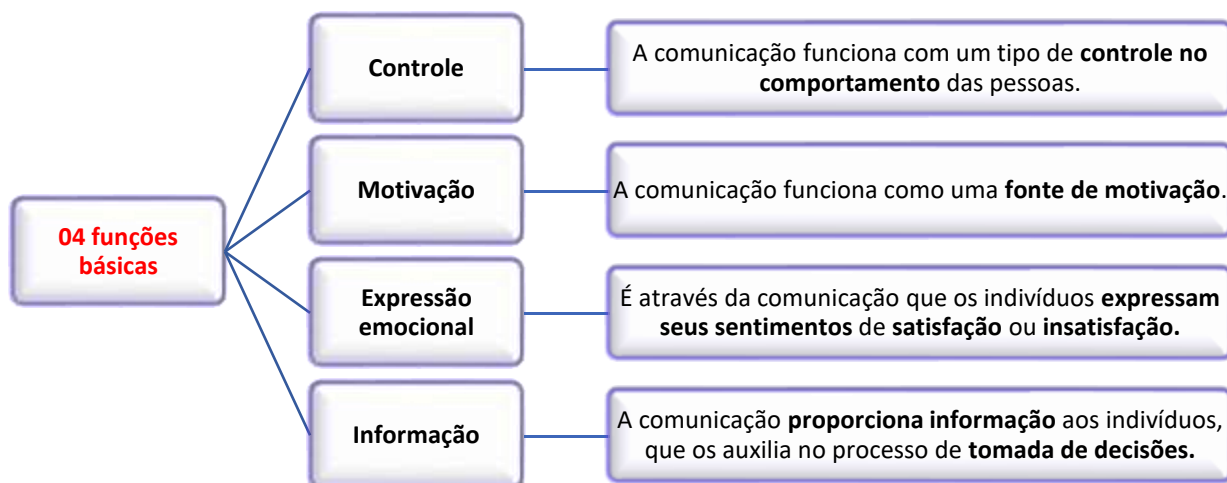 04 funções
básicas
Controle
A comunicação funciona com um tipo de controle no
comportamento das pessoas.
Motivação
A comunicação funciona como uma fonte de motivação.
Expressão
emocional
É através da comunicação que os indivíduos expressam
seus sentimentos de satisfação ou insatisfação.
Informação
A comunicação proporciona informação aos indivíduos,
que os auxilia no processo de tomada de decisões.